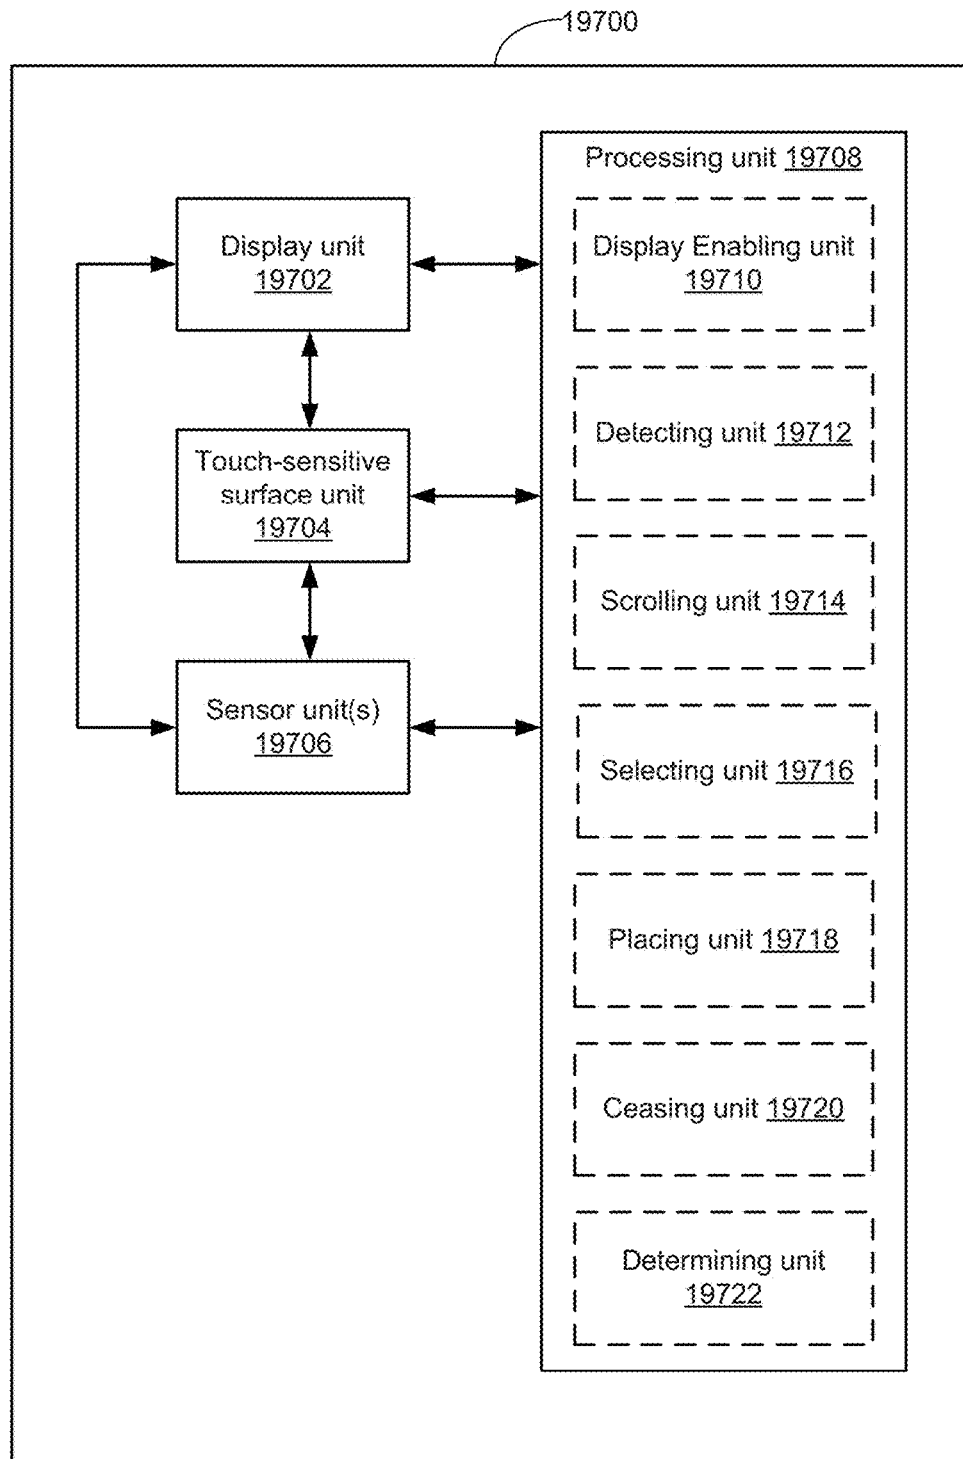 19700
Processing unit 19708
Display unit
19702
Display Enabling unit
19710
Detecting unit 19712
Touch-sensitive
surface unit
19704
Scrolling unit 19714
Sensor unit(s)
19706
Selecting unit 19716
Placing unit 19718
Ceasing unit 19720
Determining unit
19722